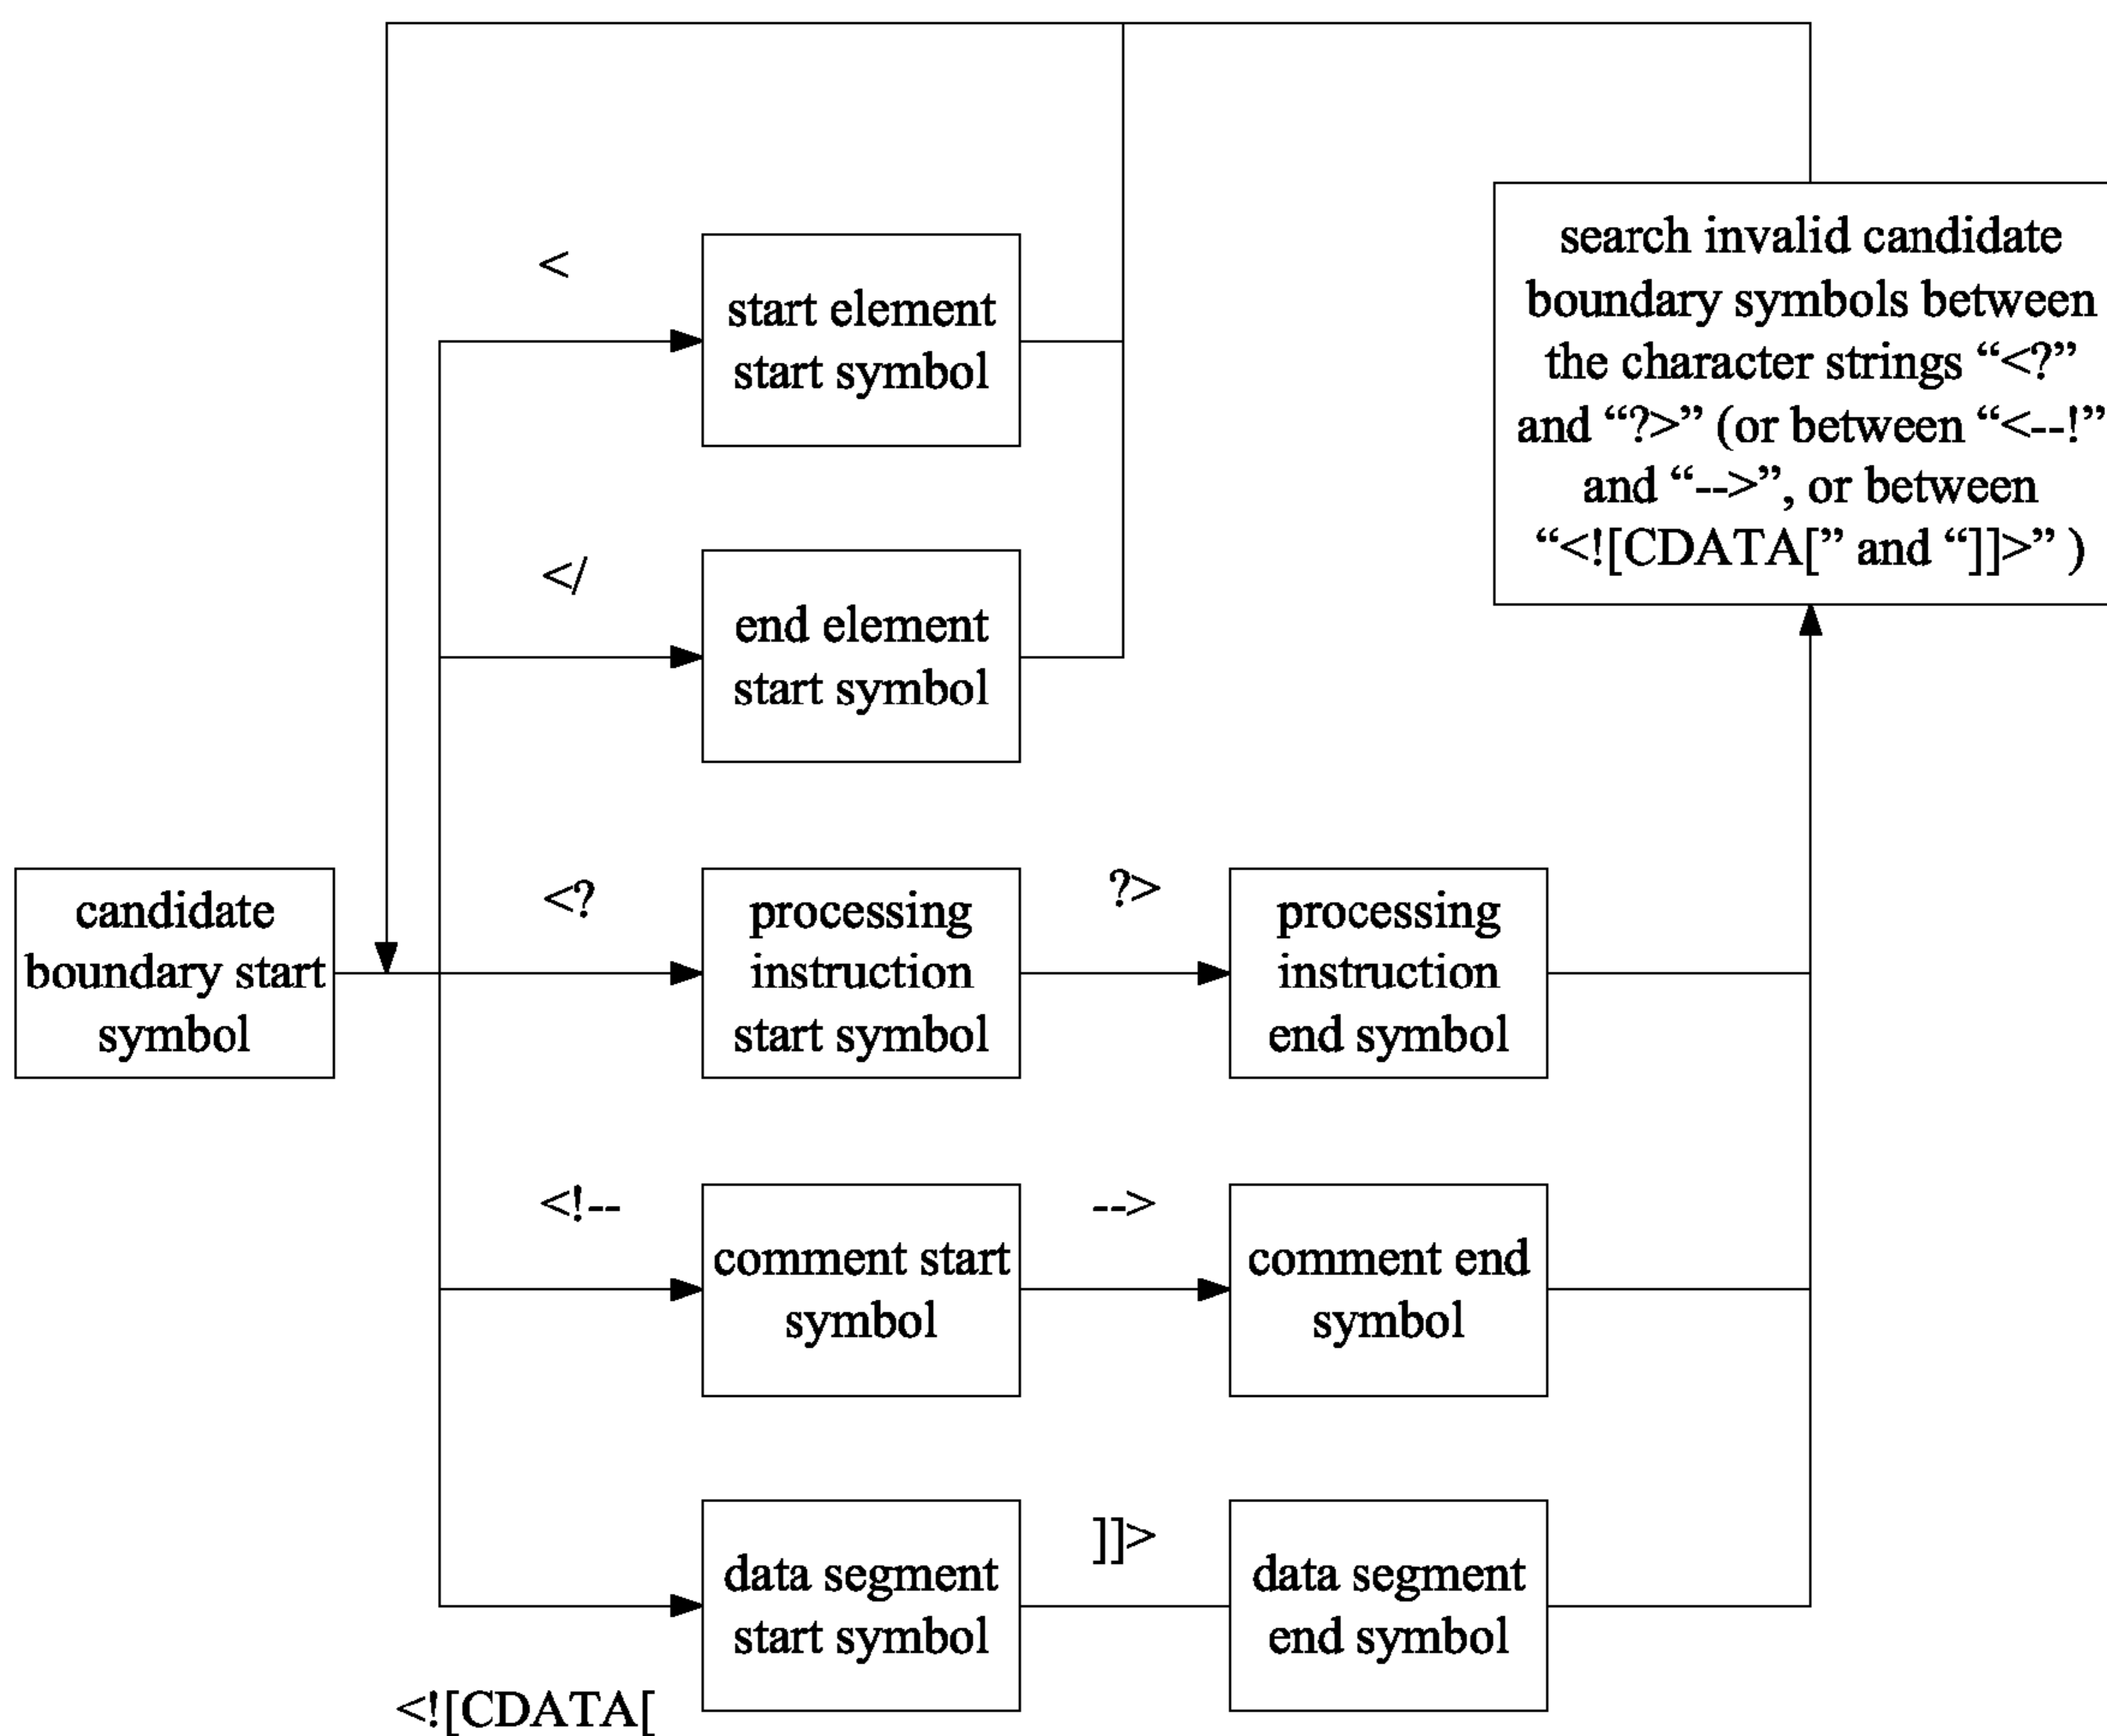 <
start element
start symbol
</
end element
start symbol
search invalid candidate
boundary symbols between
the character strings “<?”
and “?>” (or between “<--!”
and “-->”, or between
“<![CDATA[” and “]]>” )
candidate
boundary start
symbol
<?
processing
instruction
start symbol
?>
processing
instruction
end symbol
<!--
comment start
symbol
-->
comment end
symbol
<![CDATA[
data segment
start symbol
]]>
data segment
end symbol